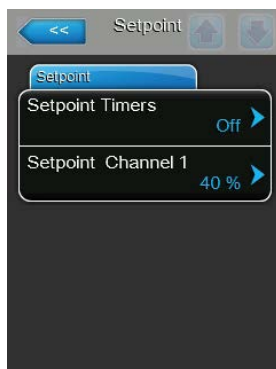 << Setpoint
Setpoint
Setpoint Timers
Off
Setpoint Channel 1
40 %